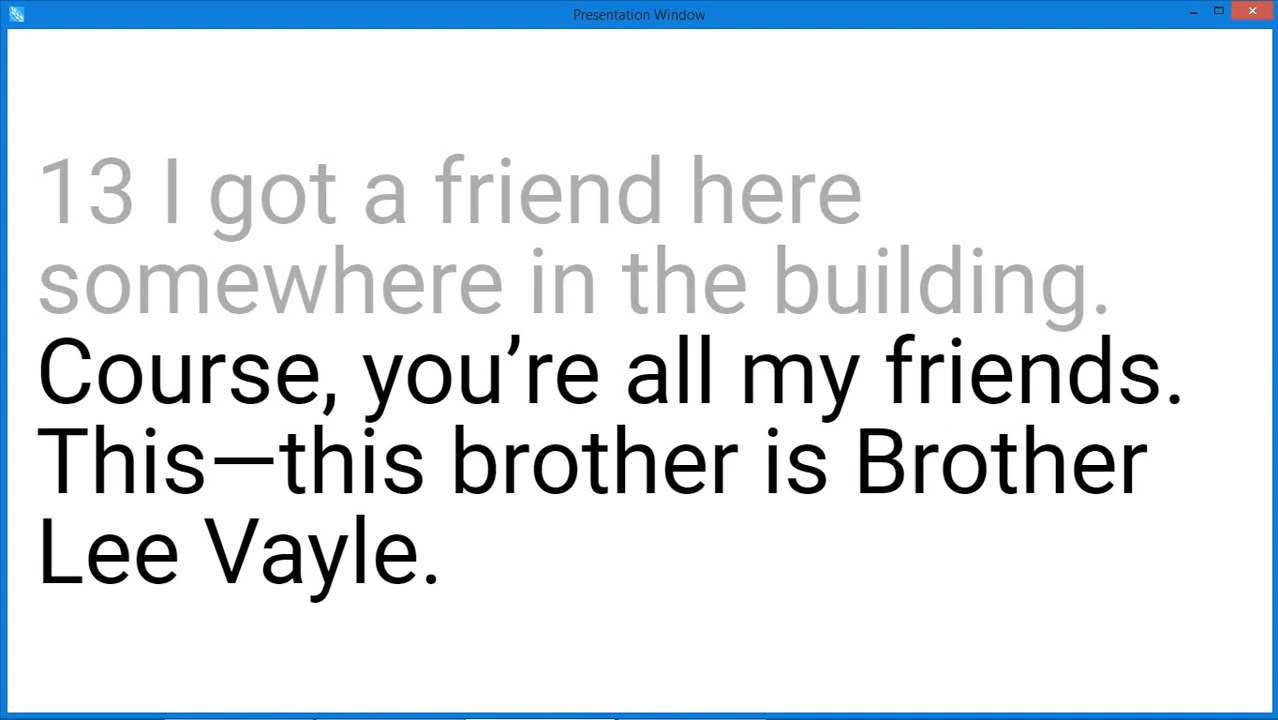 Presentation Window
13 I got a friend here
somewhere in the building.
Course, you’re all my friends.
This—this brother is Brother
Lee Vayle.